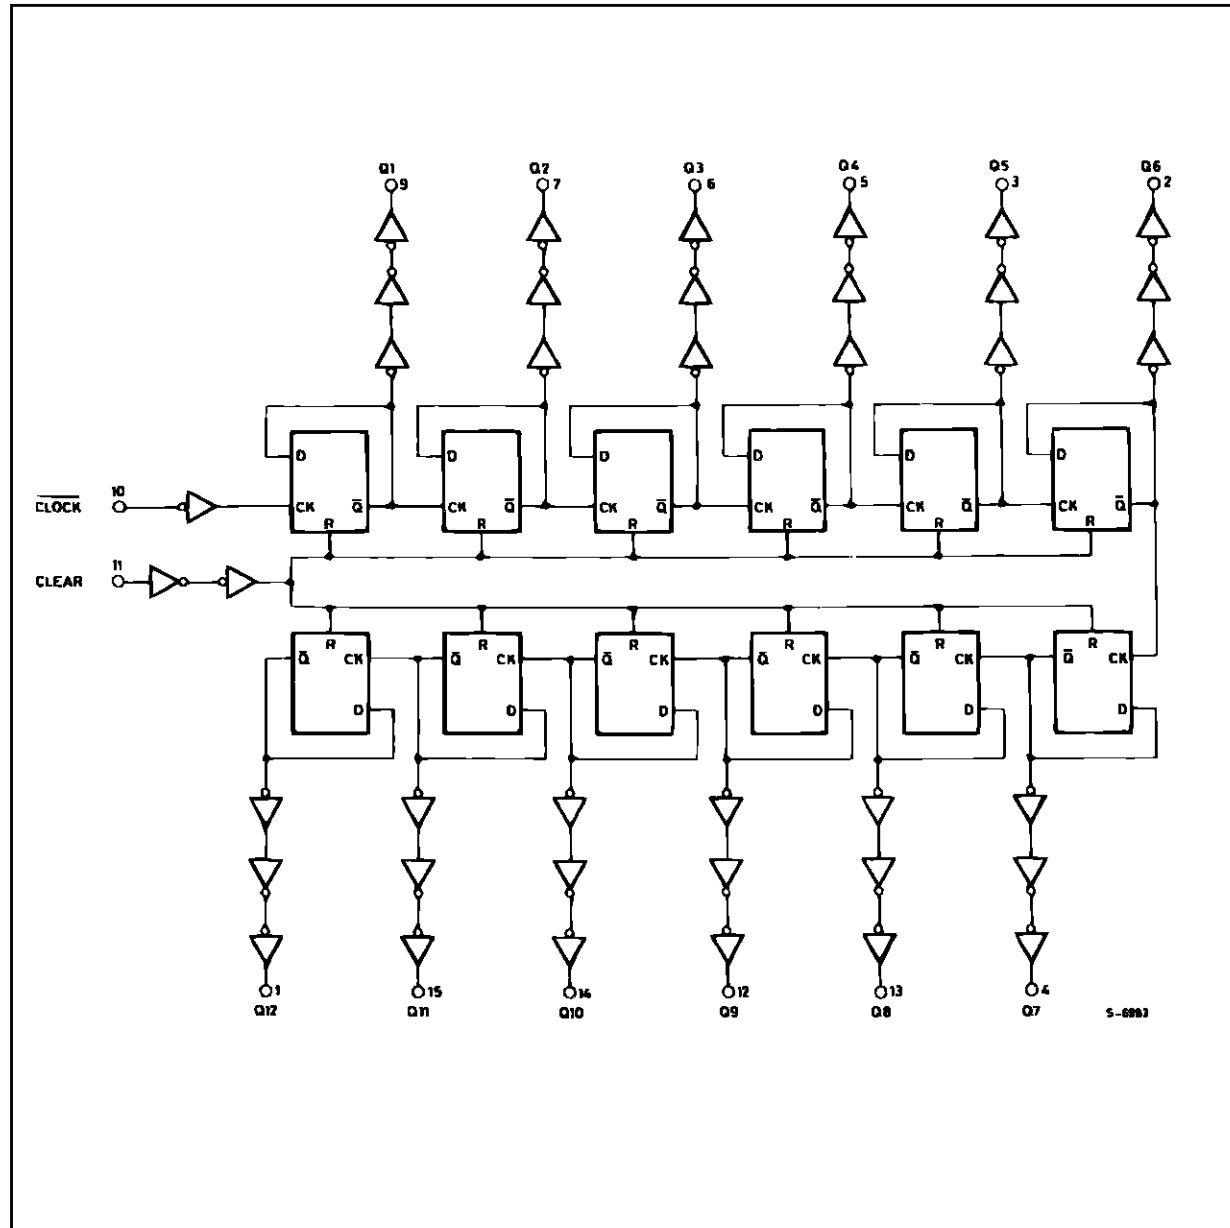 Q1 Q2 Q3 Q4 Q5 Q6
9 7 6 5 3 2
D D D D D D
CLOCK 10 CK Q̅ CK Q̅ CK Q̅ CK Q̅ CK Q̅ CK Q̅
R R R R R R
CLEAR 11
R R R R R R
Q̅ CK Q̅ CK Q̅ CK Q̅ CK Q̅ CK Q̅ CK
D D D D D D
1 15 14 12 13 4
Q12 Q11 Q10 Q9 Q8 Q7